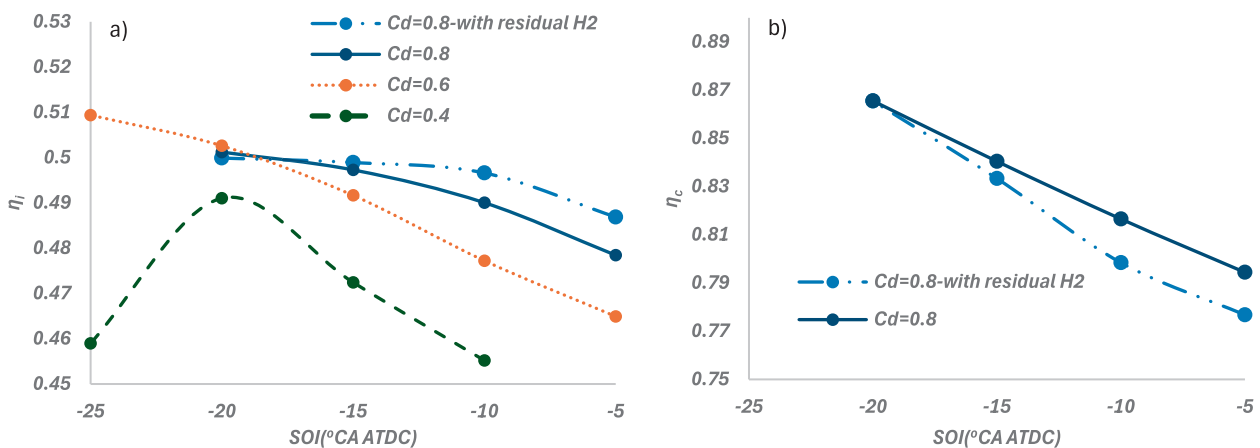 a)
0.53
0.52
0.51
0.5
0.49
0.48
0.47
0.46
0.45
ηi
Cd=0.8-with residual H2
Cd=0.8
Cd=0.6
Cd=0.4
-25 -20 -15 -10 -5
SOI(°CA ATDC)
b)
0.89
0.87
0.85
0.83
0.81
0.79
0.77
0.75
ηc
Cd=0.8-with residual H2
Cd=0.8
-25 -20 -15 -10 -5
SOI(°CA ATDC)